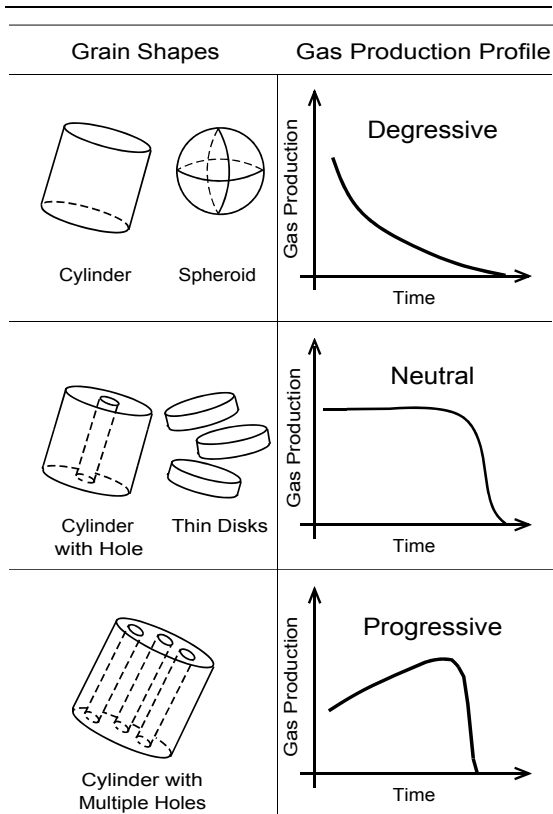 Grain Shapes
Gas Production Profile
Cylinder
Spheroid
Gas Production
Degressive
Time
Cylinder
with Hole
Thin Disks
Gas Production
Neutral
Time
Cylinder with
Multiple Holes
Gas Production
Progressive
Time